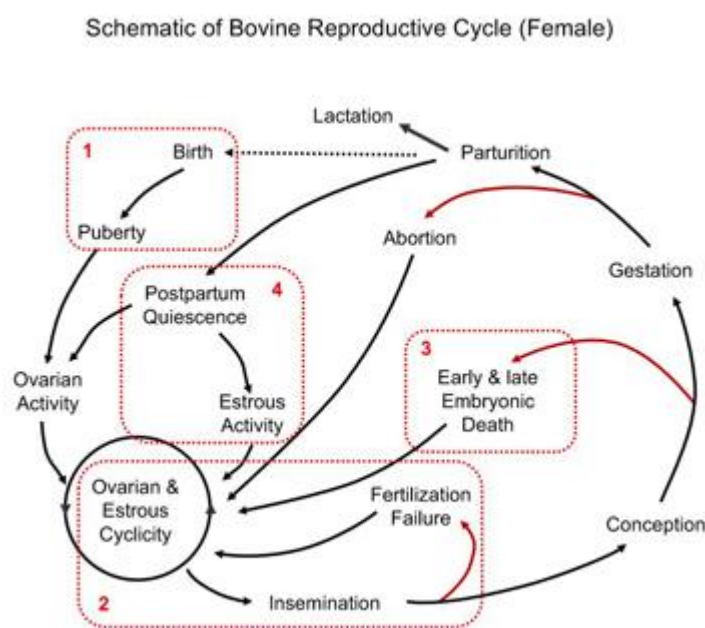 Schematic of Bovine Reproductive Cycle (Female)
Lactation
1
Birth
Parturition
Puberty
Abortion
Gestation
Postpartum
Quiescence
4
3
Ovarian
Activity
Estrous
Activity
Early & late
Embryonic
Death
Ovarian &
Estrous
Cyclicity
Fertilization
Failure
Conception
2
Insemination